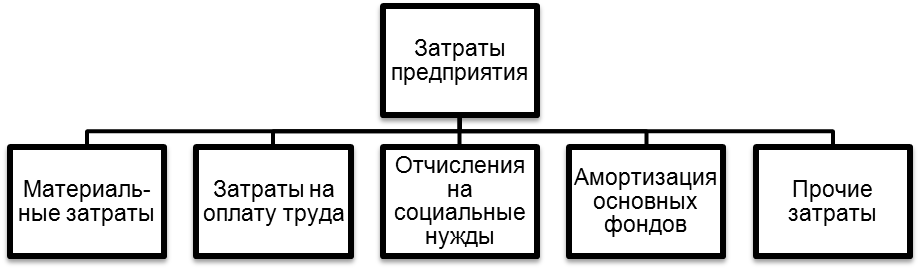 Затраты
предприятия
Материаль-
ные затраты
Затраты на
оплату труда
Отчисления
на
социальные
нужды
Амортизация
основных
фондов
Прочие
затраты